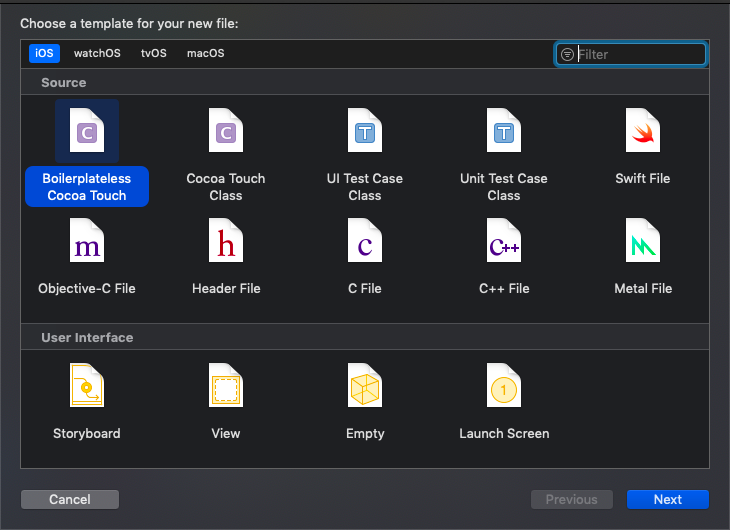 Choose a template for your new file:
iOS watchOS tvOS macOS Filter
Source
C C T T
Boilerplateless Cocoa Touch UI Test Case Unit Test Case Swift File
Cocoa Touch Class Class Class
m h c C++
Objective-C File Header File C File C++ File Metal File
User Interface
1
Storyboard View Empty Launch Screen
Cancel Previous Next